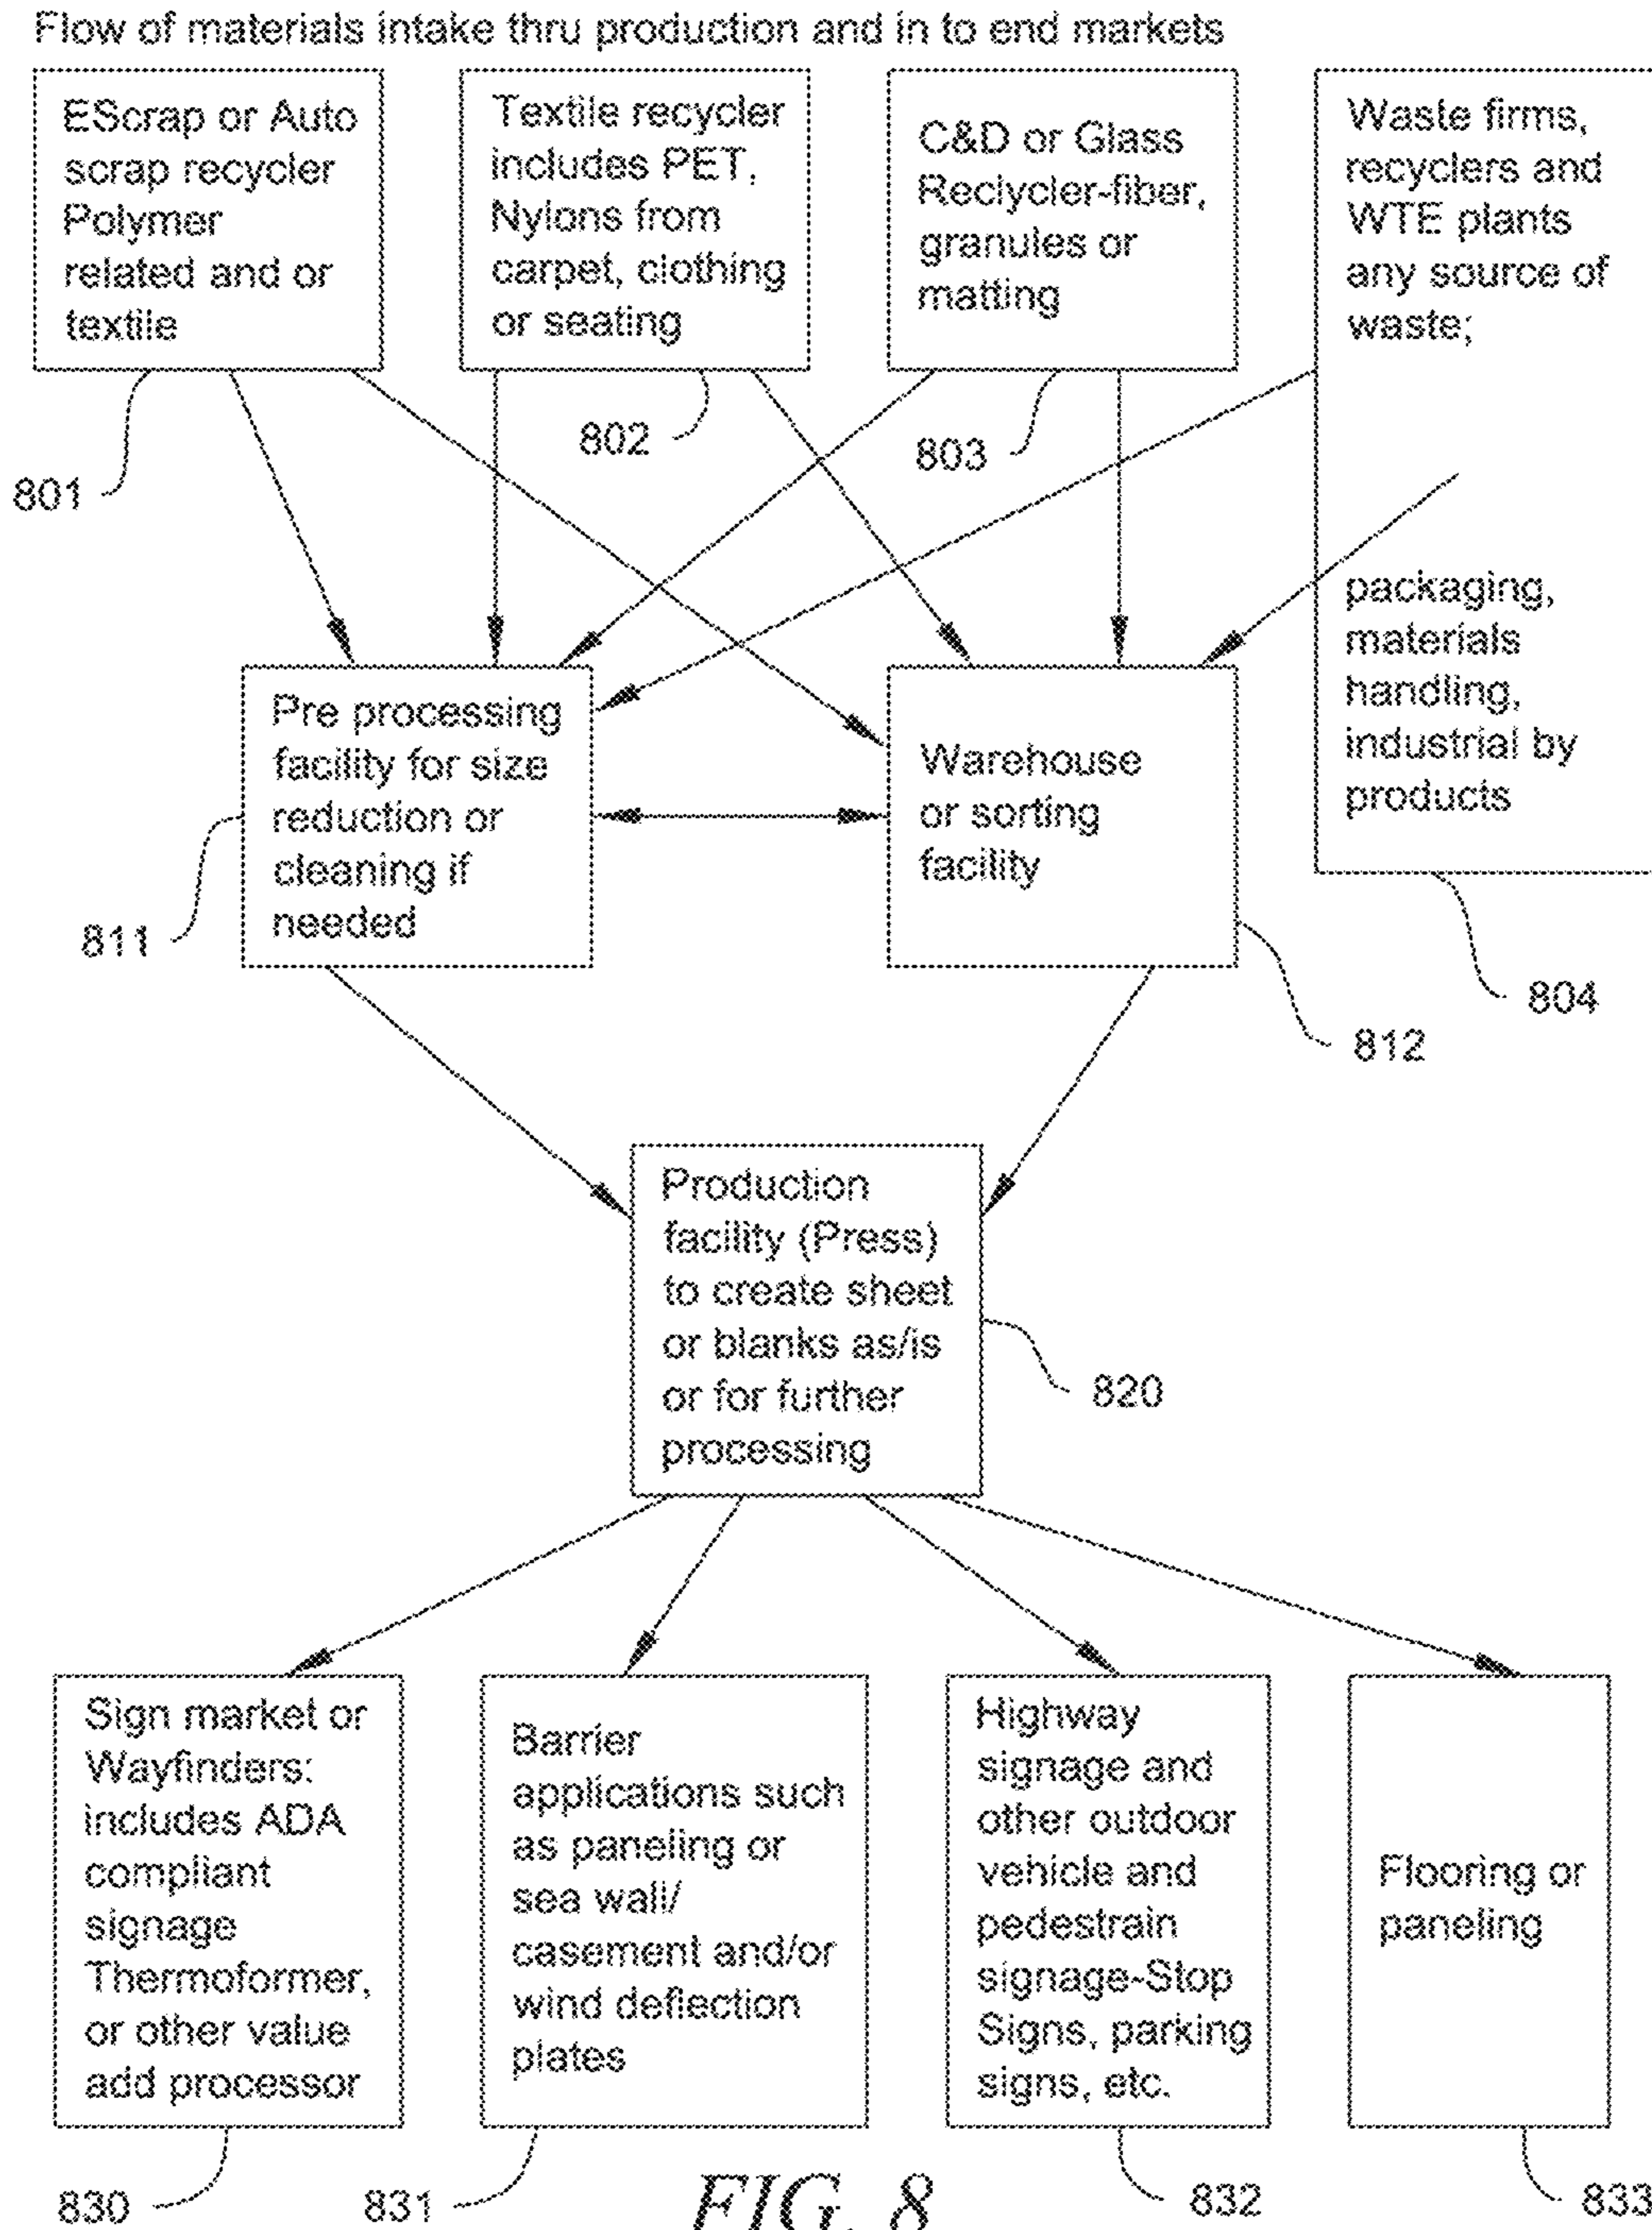 Flow of materials intake thru production and in to end markets
EScrap or Auto
scrap recycler
Polymer
related and or
textile
Textile recycler
includes PET,
Nylons from
carpet, clothing
or seating
C&D or Glass
Reclycler-fiber,
granules or
matting
Waste firms,
recyclers and
WTE plants
any source of
waste;
packaging,
materials
handling,
industrial by
products
801
802
803
804
Pre processing
facility for size
reduction or
cleaning if
needed
Warehouse
or sorting
facility
811
812
Production
facility (Press)
to create sheet
or blanks as/is
or for further
processing
820
Sign market or
Wayfinders:
includes ADA
compliant
signage
Thermoformer,
or other value
add processor
Barrier
applications such
as paneling or
sea wall/
casement and/or
wind deflection
plates
Highway
signage and
other outdoor
vehicle and
pedestrain
signage-Stop
Signs, parking
signs, etc.
Flooring or
paneling
830
831
832
833
FIG. 8